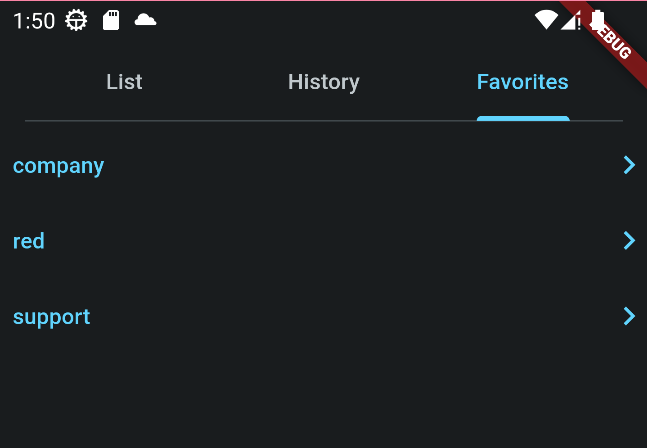 1:50
DEBUG
List History Favorites
company
red
support